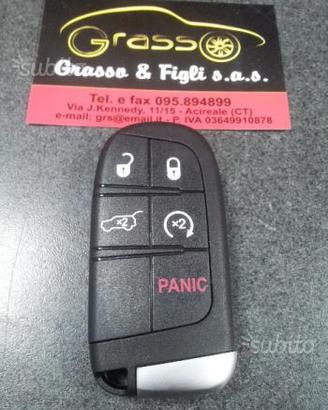 Grasso
subito
Grasso & Figli s.a.s.
Tel. e fax 095.894899
Via J.Kennedy, 11/15 - Acireale (CT)
e-mail: grs@email.it - P. IVA 03649910878
x2
x2
PANIC
subito